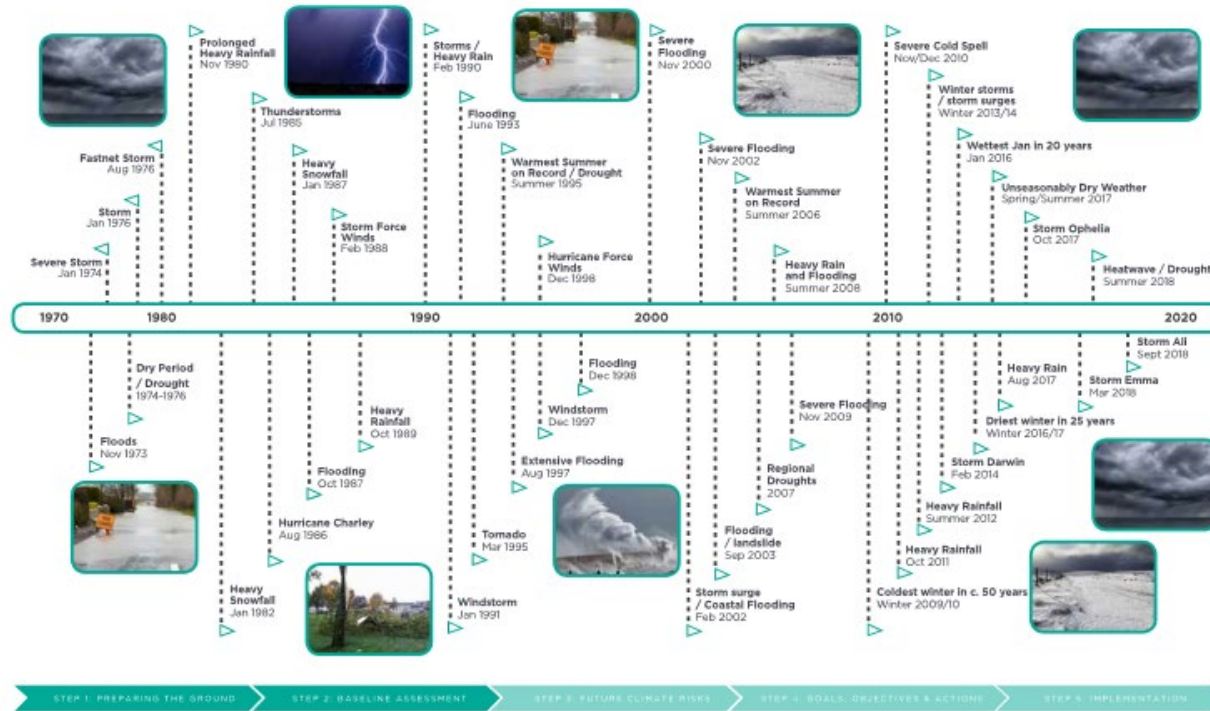 Prolonged
Heavy Rainfall
Nov 1980
Storms /
Heavy Rain
Feb 1990
Severe
Flooding
Nov 2000
Severe Cold Spell
Nov/Dec 2010
Thunderstorms
Jul 1985
Flooding
June 1993
Winter storms
/ storm surges
Winter 2013/14
Fastnet Storm
Aug 1976
Heavy
Snowfall
Jan 1987
Warmest Summer
on Record / Drought
Summer 1995
Severe Flooding
Nov 2002
Wettest Jan in 20 years
Jan 2016
Warmest Summer
on Record
Summer 2006
Unseasonably Dry Weather
Spring/Summer 2017
Storm
Jan 1976
Storm Force
Winds
Feb 1988
Storm Ophelia
Oct 2017
Severe Storm
Jan 1974
Hurricane Force
Winds
Dec 1998
Heavy Rain
and Flooding
Summer 2008
Heatwave / Drought
Summer 2018
1970 1980 1990 2000 2010 2020
Storm Ali
Sept 2018
Dry Period
/ Drought
1974-1976
Flooding
Dec 1998
Heavy Rain
Aug 2017
Storm Emma
Mar 2018
Heavy
Rainfall
Oct 1989
Windstorm
Dec 1997
Severe Flooding
Nov 2009
Driest winter in 25 years
Winter 2016/17
Floods
Nov 1973
Flooding
Oct 1987
Extensive Flooding
Aug 1997
Regional
Droughts
2007
Storm Darwin
Feb 2014
Hurricane Charley
Aug 1986
Tornado
Mar 1995
Flooding
/ landslide
Sep 2003
Heavy Rainfall
Summer 2012
Heavy Rainfall
Oct 2011
Heavy
Snowfall
Jan 1982
Windstorm
Jan 1991
Storm surge
/ Coastal Flooding
Feb 2002
Coldest winter in c. 50 years
Winter 2009/10
STEP 1: PREPARING THE GROUND
STEP 2: BASELINE ASSESSMENT
STEP 3: FUTURE CLIMATE RISKS
STEP 4: GOALS, OBJECTIVES & ACTIONS
STEP 5: IMPLEMENTATION